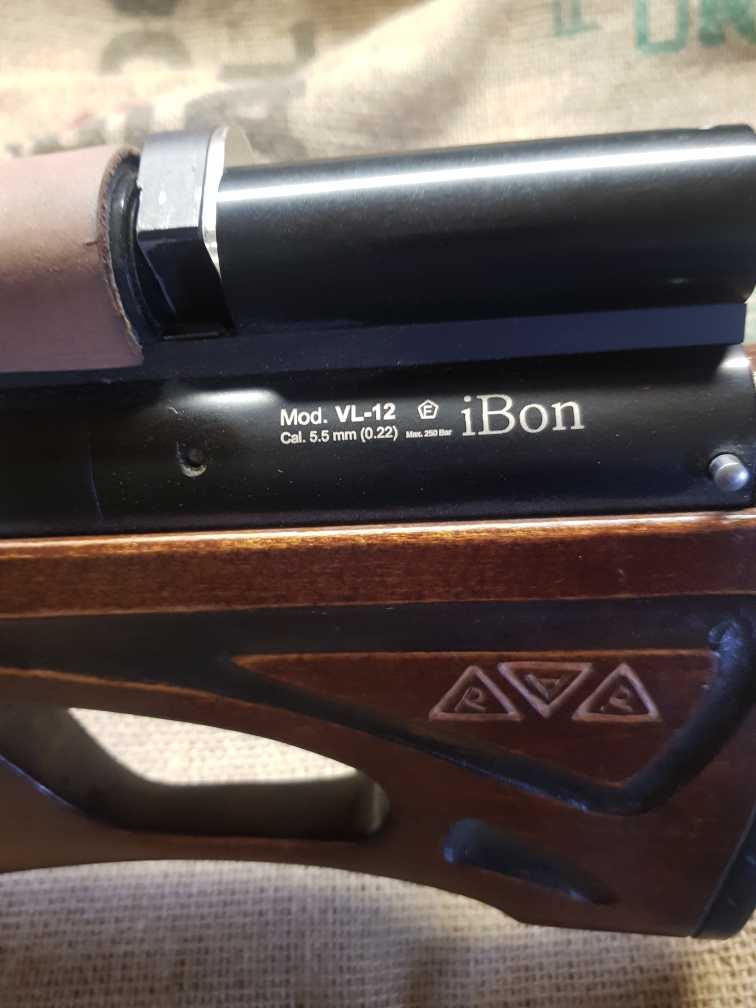 Mod. VL-12 E iBon
Cal. 5.5 mm (0.22) Max. 250 Bar
R A R